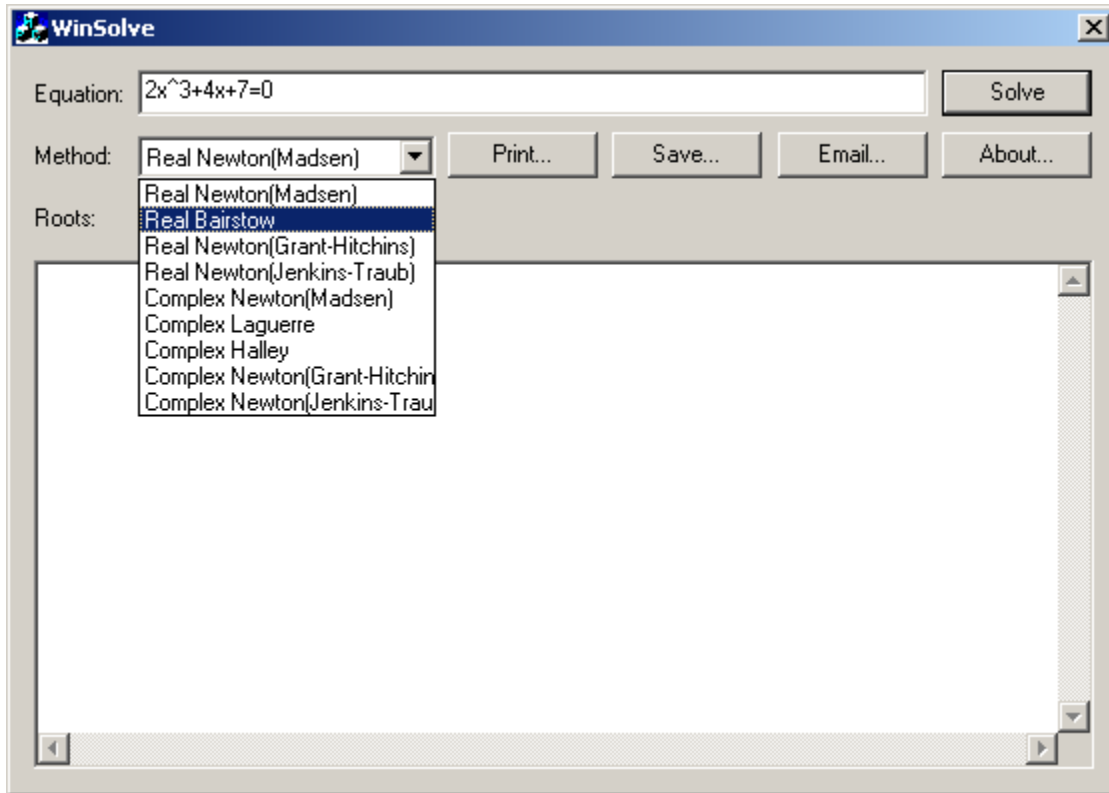 WinSolve
Equation: 2x^3+4x+7=0 Solve
Method: Real Newton(Madsen) Print... Save... Email... About...
Real Newton(Madsen)
Roots: Real Bairstow
Real Newton(Grant-Hitchins)
Real Newton(Jenkins-Traub)
Complex Newton(Madsen)
Complex Laguerre
Complex Halley
Complex Newton(Grant-Hitchin
Complex Newton(Jenkins-Trau